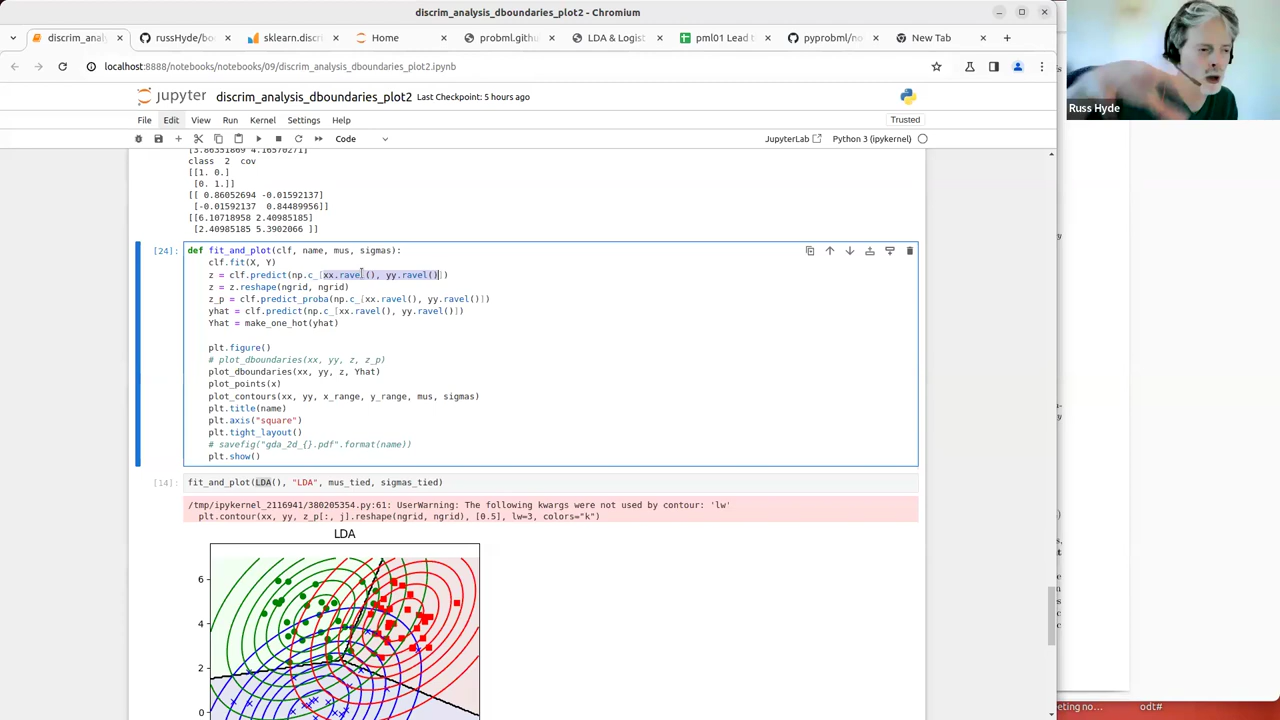 discrim_analysis_dboundaries_plot2 - Chromium
discrim_anal
russHyde/bo
sklearn.discri
Home
probml.github
LDA & Logist
pml01 Lead t
pyprobml/no
New Tab
localhost:8888/notebooks/notebooks/09/discrim_analysis_dboundaries_plot2.ipynb
jupyter discrim_analysis_dboundaries_plot2 Last Checkpoint: 5 hours ago
File Edit View Run Kernel Settings Help
Trusted
Code
JupyterLab
Python 3 (ipykernel)
Russ Hyde
[3.86351869 4.16570271]
class  2  cov
[[1. 0.]
[0. 1.]]
[[ 0.86052694 -0.01592137]
[-0.01592137  0.84489956]]
[[6.10718958 2.40985185]
[2.40985185 5.3902066 ]]
[24]:
def fit_and_plot(clf, name, mus, sigmas):
clf.fit(X, Y)
z = clf.predict(np.c_[xx.ravel(), yy.ravel()])
z = z.reshape(ngrid, ngrid)
z_p = clf.predict_proba(np.c_[xx.ravel(), yy.ravel()])
yhat = clf.predict(np.c_[xx.ravel(), yy.ravel()])
Yhat = make_one_hot(yhat)
plt.figure()
# plot_dboundaries(xx, yy, z, z_p)
plot_dboundaries(xx, yy, z, Yhat)
plot_points(x)
plot_contours(xx, yy, x_range, y_range, mus, sigmas)
plt.title(name)
plt.axis("square")
plt.tight_layout()
# savefig("gda_2d_{}.pdf".format(name))
plt.show()
[14]:
fit_and_plot(LDA(), "LDA", mus_tied, sigmas_tied)
/tmp/ipykernel_2116941/380205354.py:61: UserWarning: The following kwargs were not used by contour: 'lw'
plt.contour(xx, yy, z_p[:, j].reshape(ngrid, ngrid), [0.5], lw=3, colors="k")
LDA
6
4
2
0
eting no...
odt#